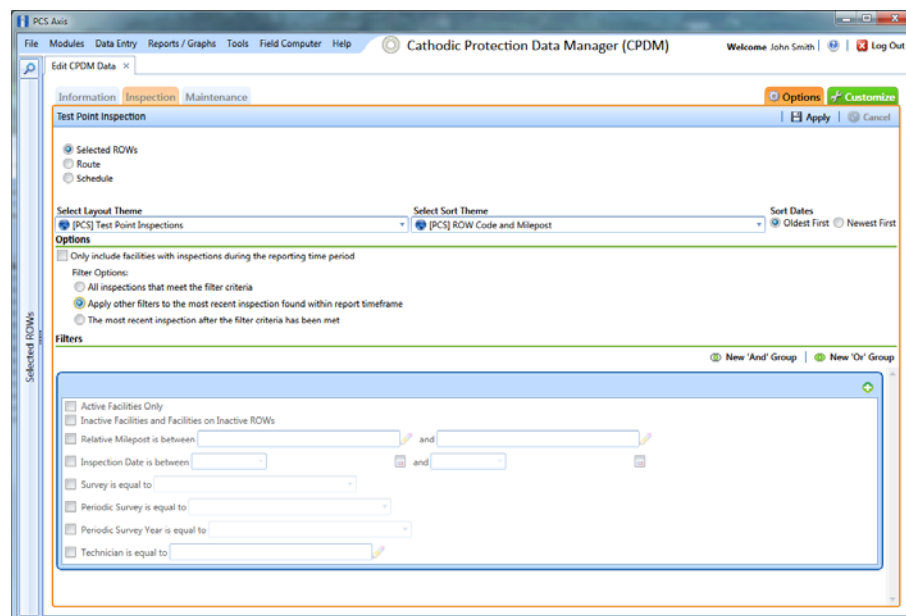 PCS Axis
File Modules Data Entry Reports / Graphs Tools Field Computer Help Cathodic Protection Data Manager (CPDM) Welcome John Smith Log Out
Edit CPDM Data ×
Information Inspection Maintenance Options Customize
Test Point Inspection Apply Cancel
Selected ROWs
Route
Schedule
Select Layout Theme Select Sort Theme Sort Dates
[PCS] Test Point Inspections [PCS] ROW Code and Milepost Oldest First Newest First
Options
Only include facilities with inspections during the reporting time period
Filter Options:
All inspections that meet the filter criteria
Apply other filters to the most recent inspection found within report timeframe
The most recent inspection after the filter criteria has been met
Selected ROWs
Filters
New 'And' Group New 'Or' Group
Active Facilities Only
Inactive Facilities and Facilities on Inactive ROWs
Relative Milepost is between and
Inspection Date is between and
Survey is equal to
Periodic Survey is equal to
Periodic Survey Year is equal to
Technician is equal to